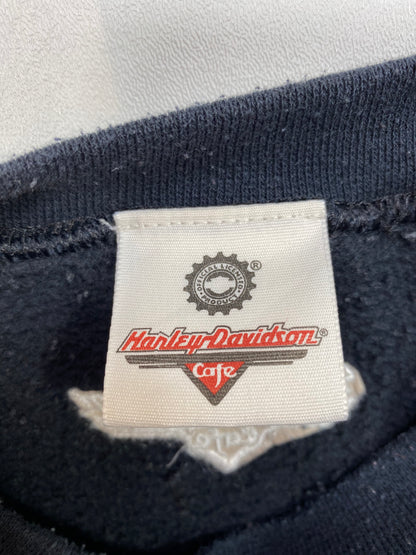 OFFICIAL LICENSED
PRODUCT
®
Harley-Davidson®
Cafe